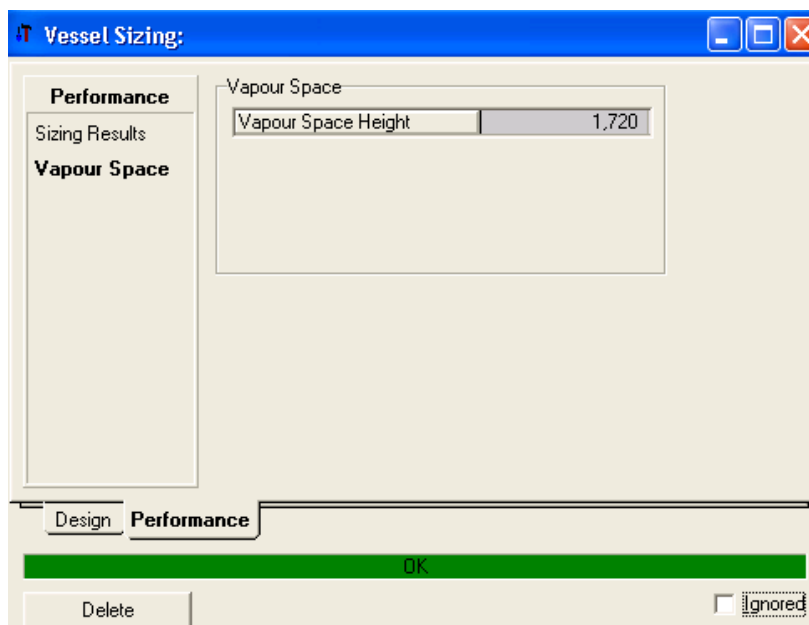 Vessel Sizing:
Performance
Sizing Results
Vapour Space
Vapour Space
Vapour Space Height 1,720
Design Performance
OK
Delete
Ignored